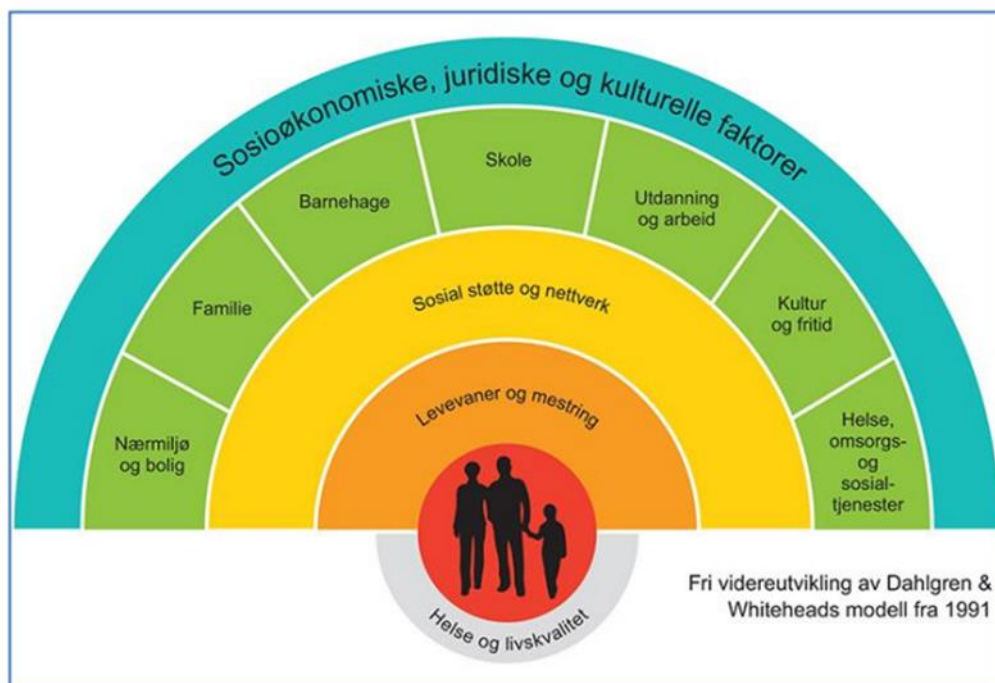 Sosioøkonomiske, juridiske og kulturelle faktorer
Nærmiljø
og bolig
Familie
Barnehage
Skole
Utdanning
og arbeid
Kultur
og fritid
Helse,
omsorgs-
og
sosial-
tjenester
Sosial støtte og nettverk
Levevaner og mestring
Helse og livskvalitet
Fri videreutvikling av Dahlgren &
Whiteheads modell fra 1991